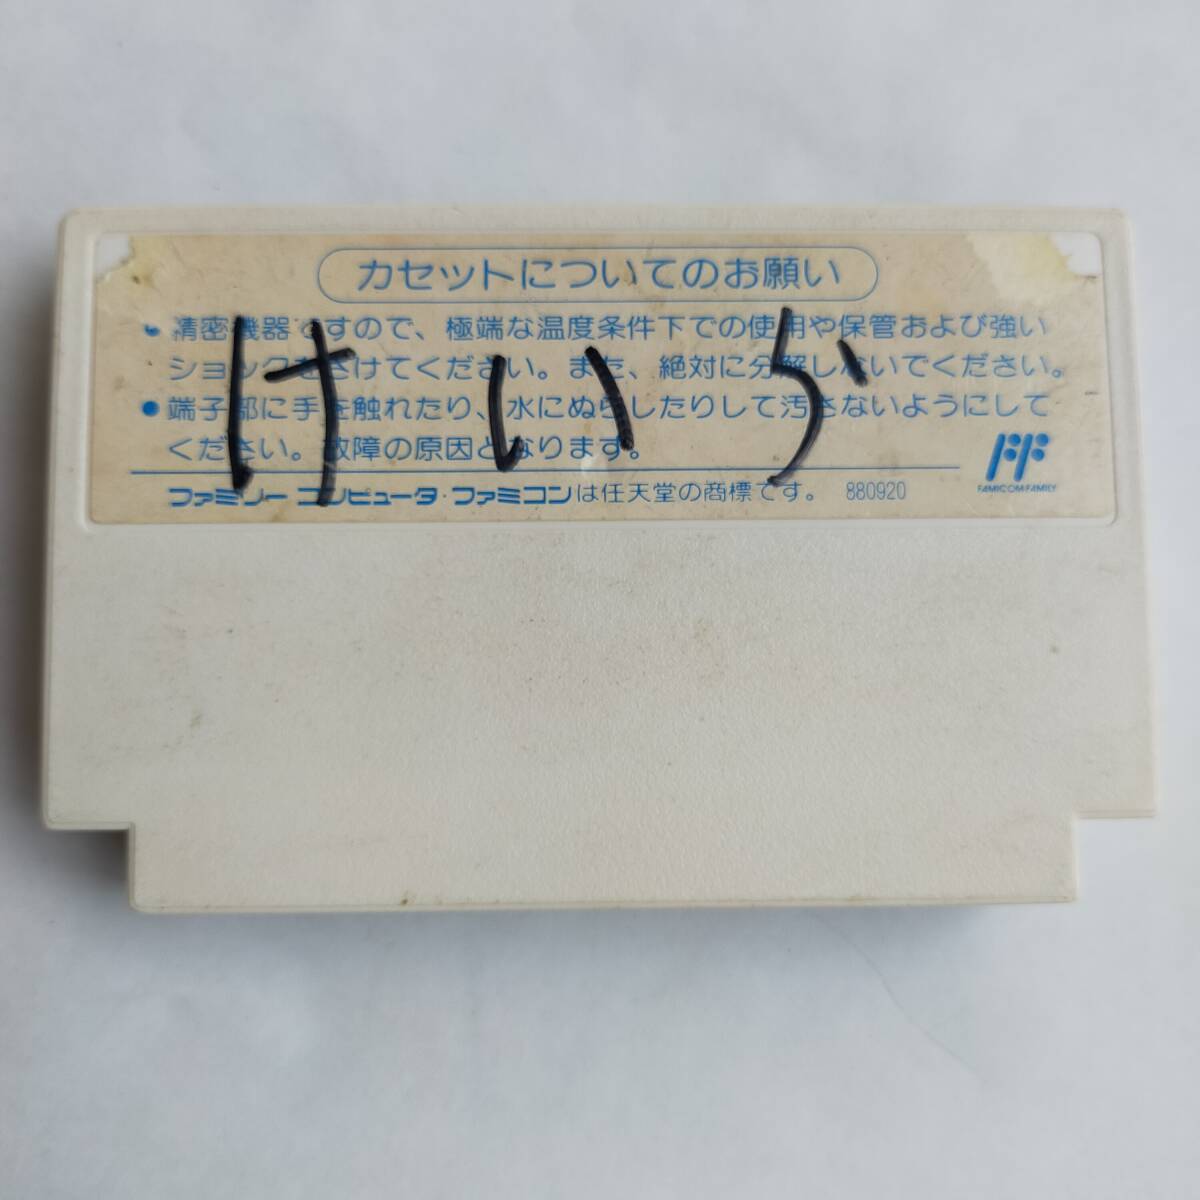 カセットについてのお願い
● 精密機器ですので、極端な温度条件下での使用や保管および強い
ショックをさけてください。また、絶対に分解しないでください。
● 端子部に手を触れたり、水にぬらしたりして汚さないようにして
ください。故障の原因となります。
ファミリー コンピュータ・ファミコンは任天堂の商標です。 880920
FF
FAMICOM FAMILY
けいら